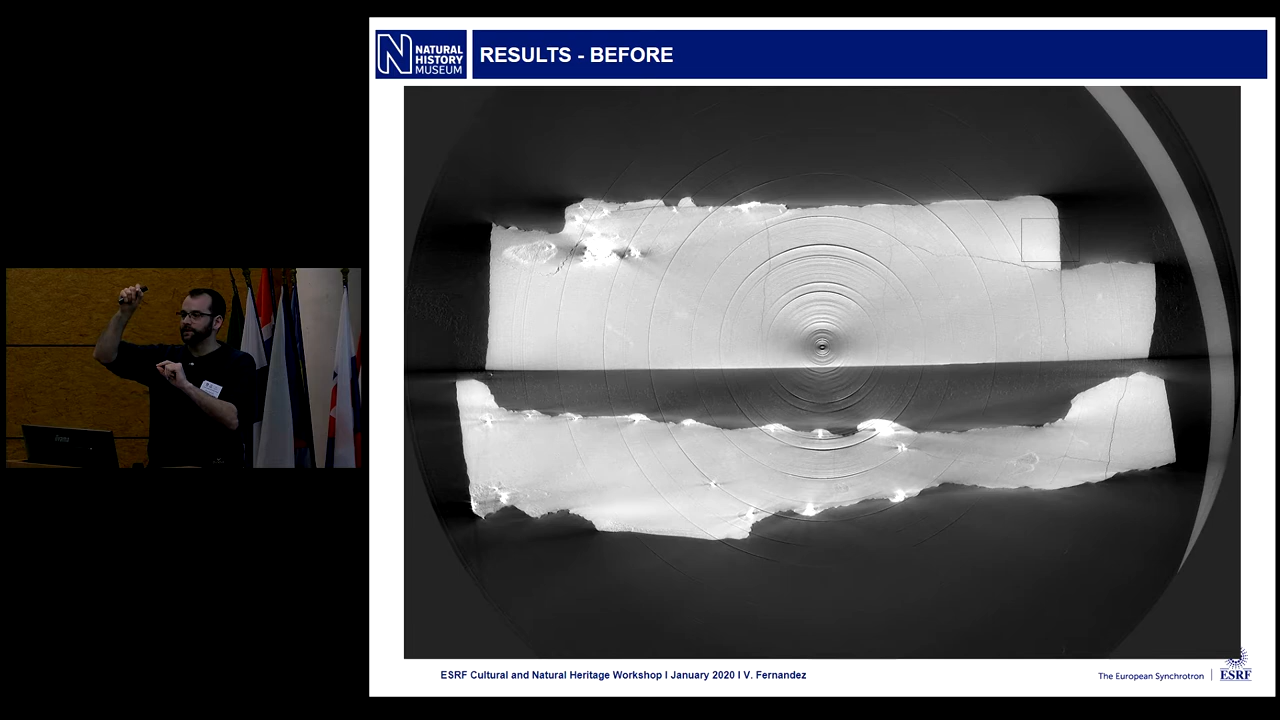 NATURAL
HISTORY
MUSEUM
RESULTS - BEFORE
ESRF Cultural and Natural Heritage Workshop I January 2020 I V. Fernandez
The European Synchrotron
ESRF